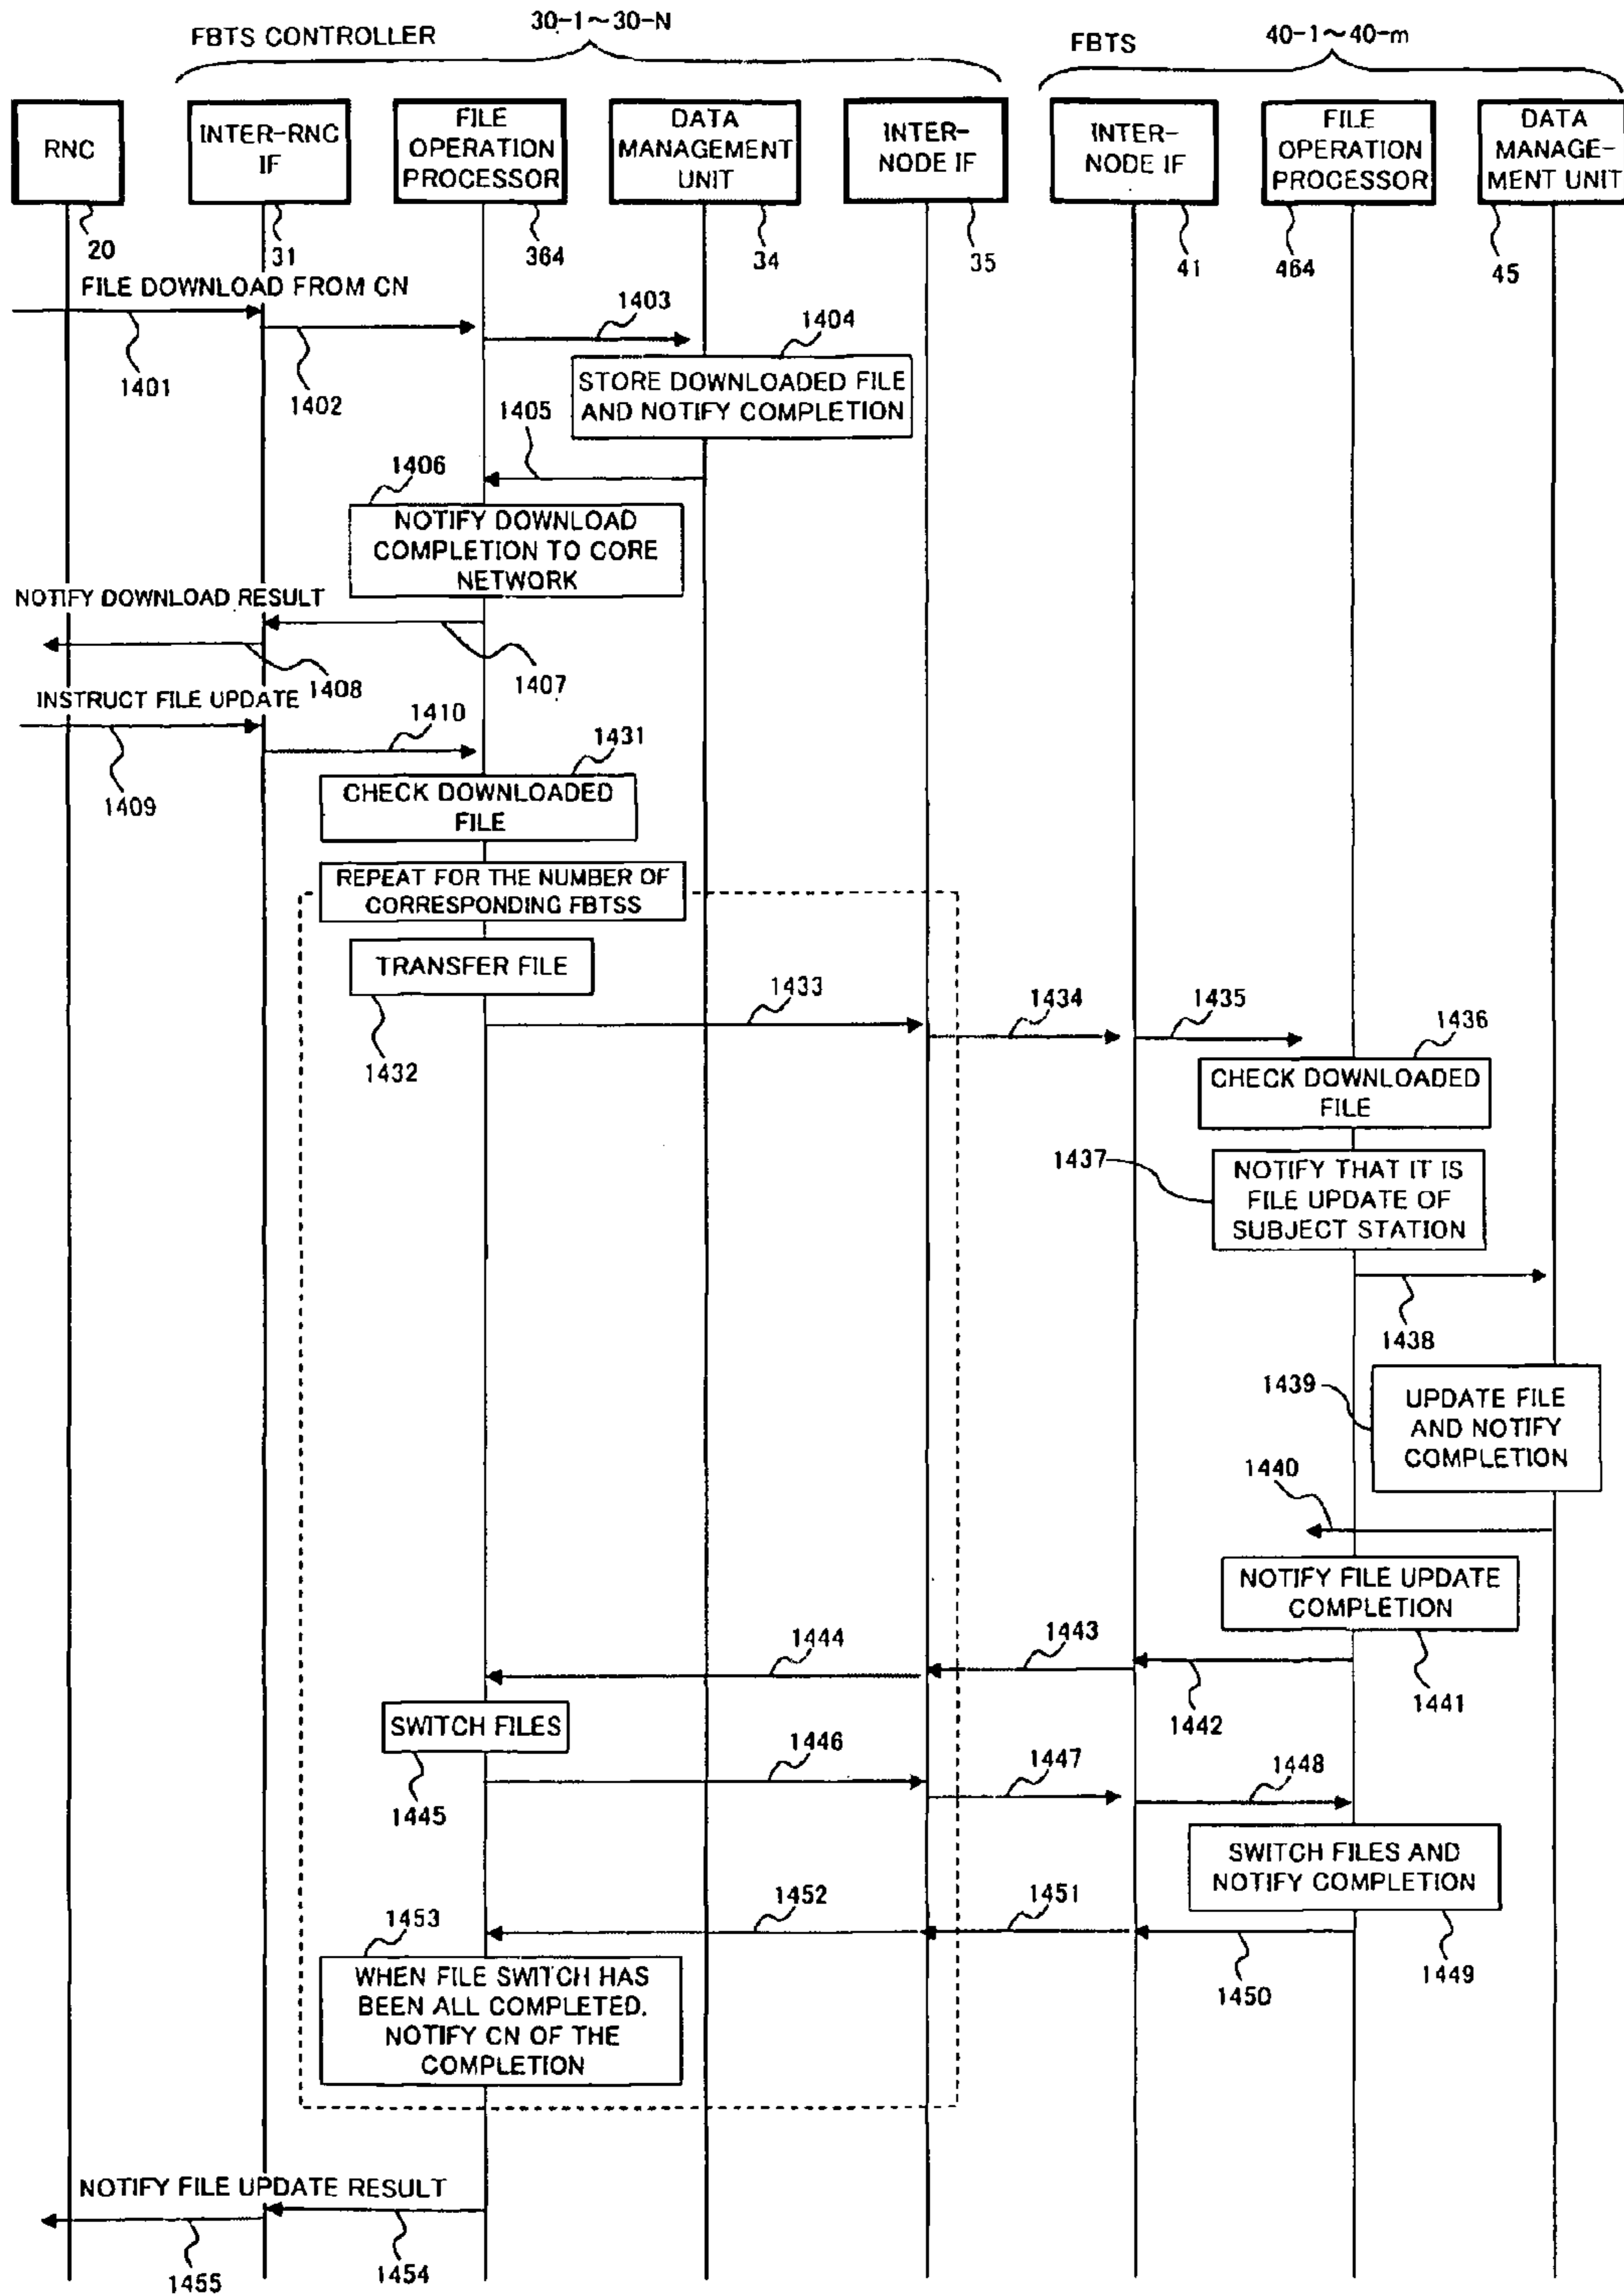 FBTS CONTROLLER
30-1~30-N
FBTS
40-1~40-m
RNC
INTER-RNC
IF
FILE
OPERATION
PROCESSOR
DATA
MANAGEMENT
UNIT
INTER-
NODE IF
INTER-
NODE IF
FILE
OPERATION
PROCESSOR
DATA
MANAGE-
MENT UNIT
20
31
364
34
35
41
464
45
FILE DOWNLOAD FROM CN
1401
1402
1403
1404
STORE DOWNLOADED FILE
AND NOTIFY COMPLETION
1405
1406
NOTIFY DOWNLOAD
COMPLETION TO CORE
NETWORK
NOTIFY DOWNLOAD RESULT
1407
1408
INSTRUCT FILE UPDATE
1409
1410
1431
CHECK DOWNLOADED
FILE
REPEAT FOR THE NUMBER OF
CORRESPONDING FBTSS
TRANSFER FILE
1432
1433
1434
1435
1436
CHECK DOWNLOADED
FILE
1437
NOTIFY THAT IT IS
FILE UPDATE OF
SUBJECT STATION
1438
1439
UPDATE FILE
AND NOTIFY
COMPLETION
1440
NOTIFY FILE UPDATE
COMPLETION
1441
1442
1443
1444
SWITCH FILES
1445
1446
1447
1448
SWITCH FILES AND
NOTIFY COMPLETION
1449
1450
1451
1452
1453
WHEN FILE SWITCH HAS
BEEN ALL COMPLETED,
NOTIFY CN OF THE
COMPLETION
NOTIFY FILE UPDATE RESULT
1454
1455